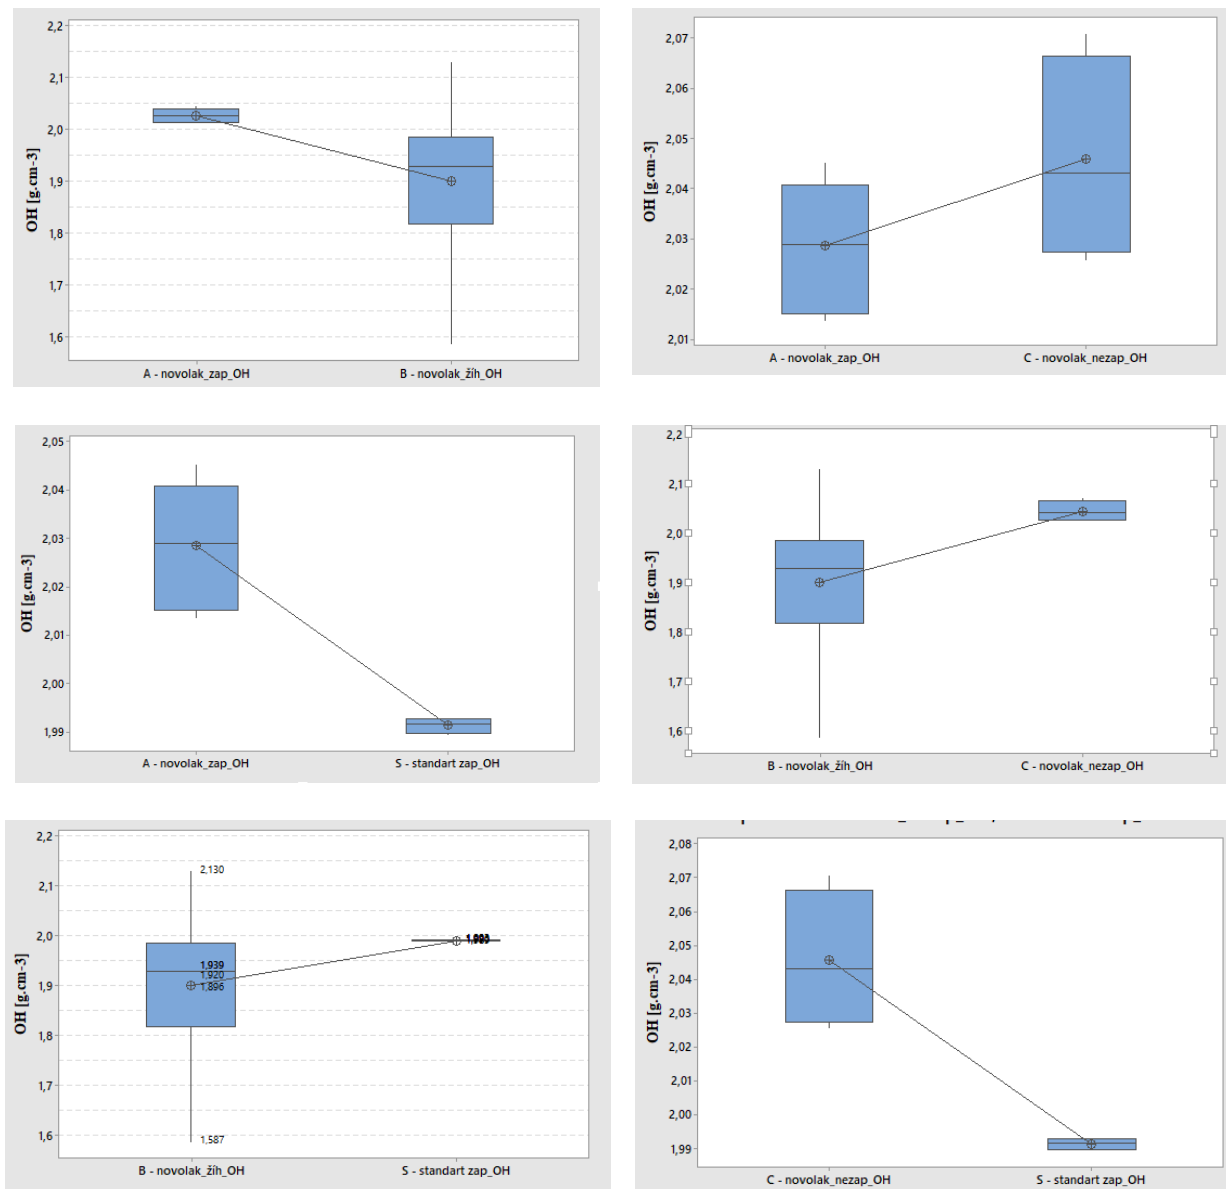 2,2
2,1
2,0
1,9
1,8
1,7
1,6
OH [g.cm-3]
A - novolak_zap_OH
B - novolak_žíh_OH
2,07
2,06
2,05
2,04
2,03
2,02
2,01
OH [g.cm-3]
A - novolak_zap_OH
C - novolak_nezap_OH
2,05
2,04
2,03
2,02
2,01
2,00
1,99
OH [g.cm-3]
A - novolak_zap_OH
S - standart zap_OH
2,2
2,1
2,0
1,9
1,8
1,7
1,6
OH [g.cm-3]
B - novolak_žíh_OH
C - novolak_nezap_OH
2,2
2,1
2,0
1,9
1,8
1,7
1,6
OH [g.cm-3]
2,130
1,939
1,920
1,896
1,587
B - novolak_žíh_OH
S - standart zap_OH
2,08
2,07
2,06
2,05
2,04
2,03
2,02
2,01
2,00
1,99
OH [g.cm-3]
C - novolak_nezap_OH
S - standart zap_OH